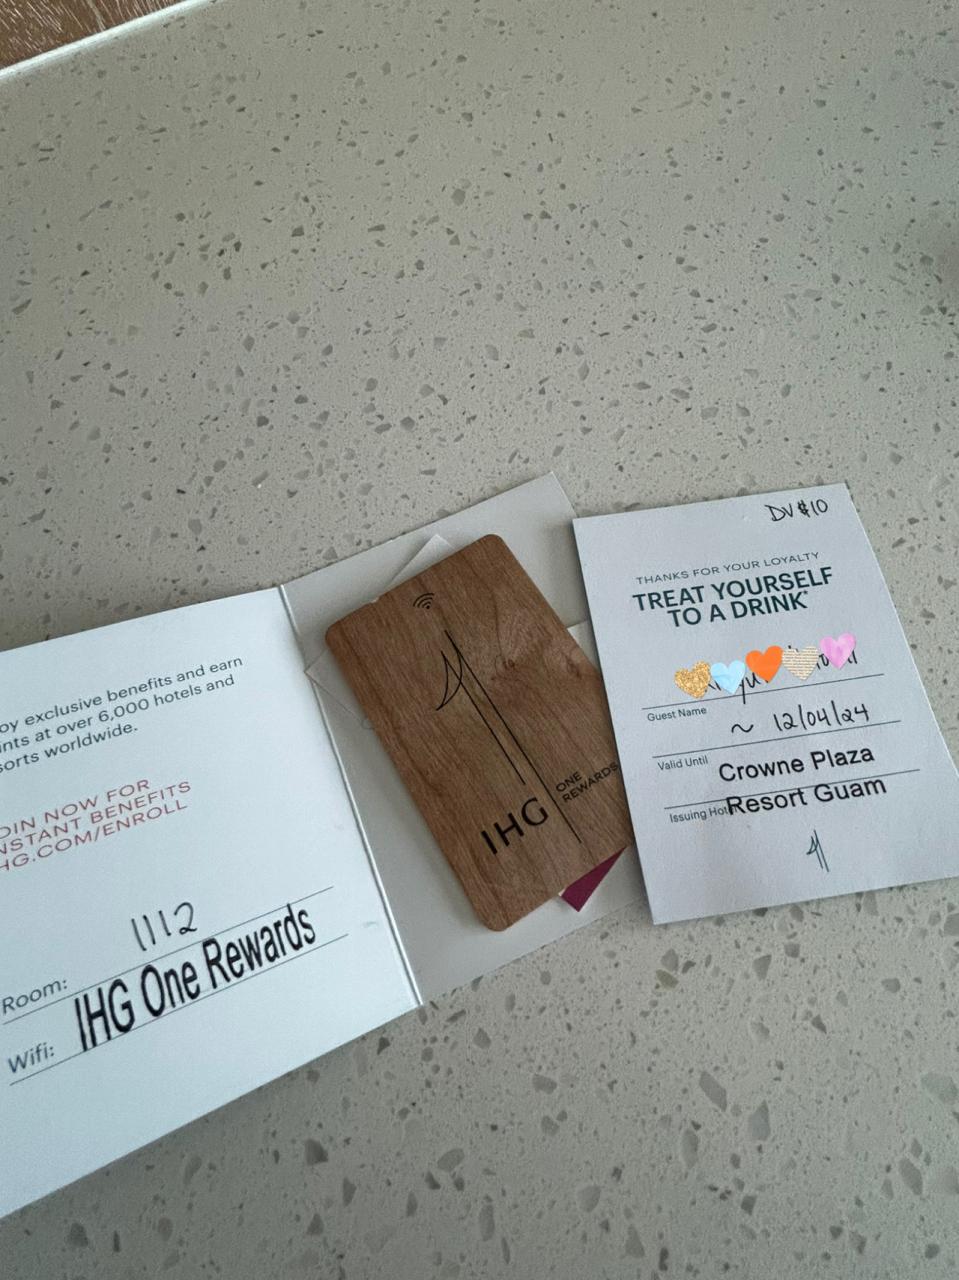 oy exclusive benefits and earn
ints at over 6,000 hotels and
sorts worldwide.
OIN NOW FOR
NSTANT BENEFITS
HG.COM/ENROLL
Room: 1112
Wifi: IHG One Rewards
IHG
ONE
REWARDS
DV $10
THANKS FOR YOUR LOYALTY
TREAT YOURSELF
TO A DRINK*
Guest Name
~ 12/04/24
Valid Until
Crowne Plaza
Resort Guam
Issuing Hot